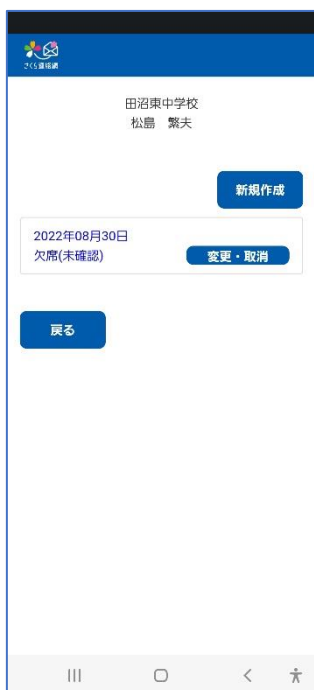 さくら連絡網
田沼東中学校
松島　繁夫
新規作成
2022年08月30日
欠席(未確認)
変更・取消
戻る